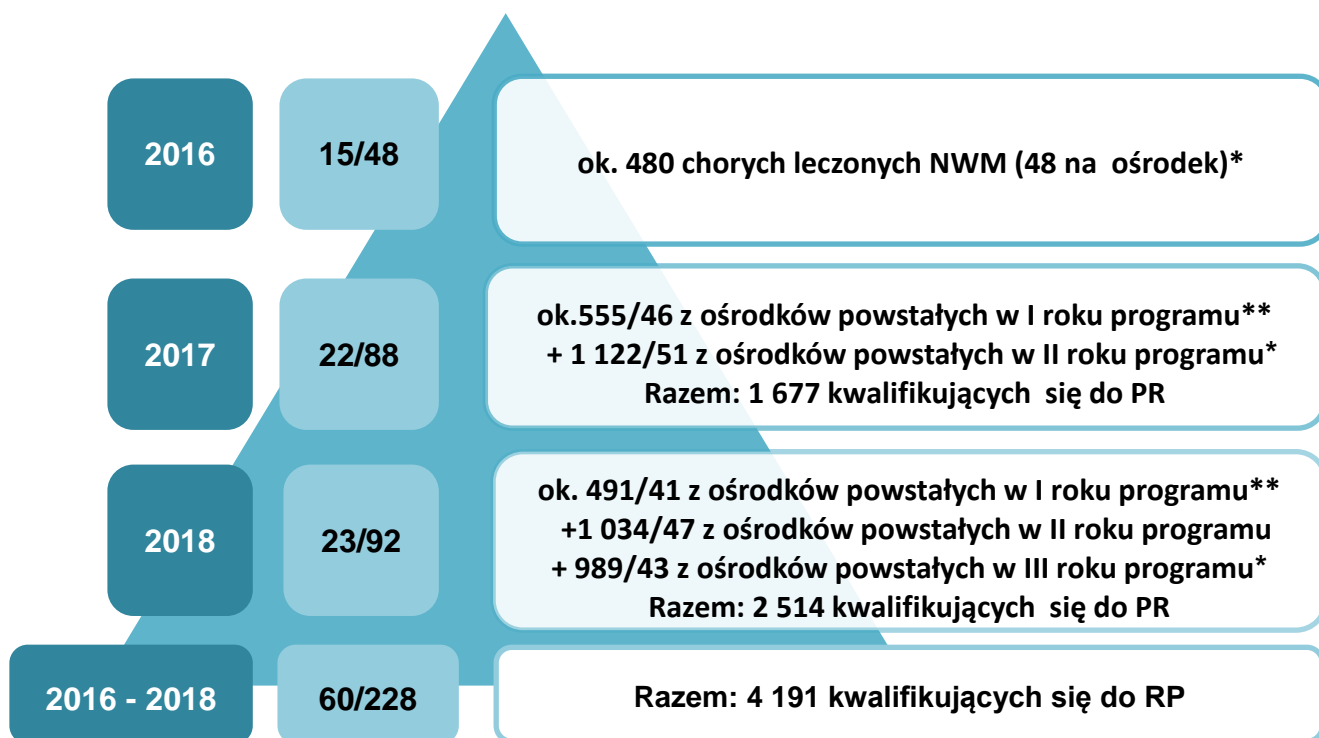 2016
15/48
ok. 480 chorych leczonych NWM (48 na ośrodek)*
2017
22/88
ok.555/46 z ośrodków powstałych w I roku programu**
+ 1 122/51 z ośrodków powstałych w II roku programu*
Razem: 1 677 kwalifikujących się do PR
2018
23/92
ok. 491/41 z ośrodków powstałych w I roku programu**
+1 034/47 z ośrodków powstałych w II roku programu
+ 989/43 z ośrodków powstałych w III roku programu*
Razem: 2 514 kwalifikujących się do PR
2016 - 2018
60/228
Razem: 4 191 kwalifikujących się do RP